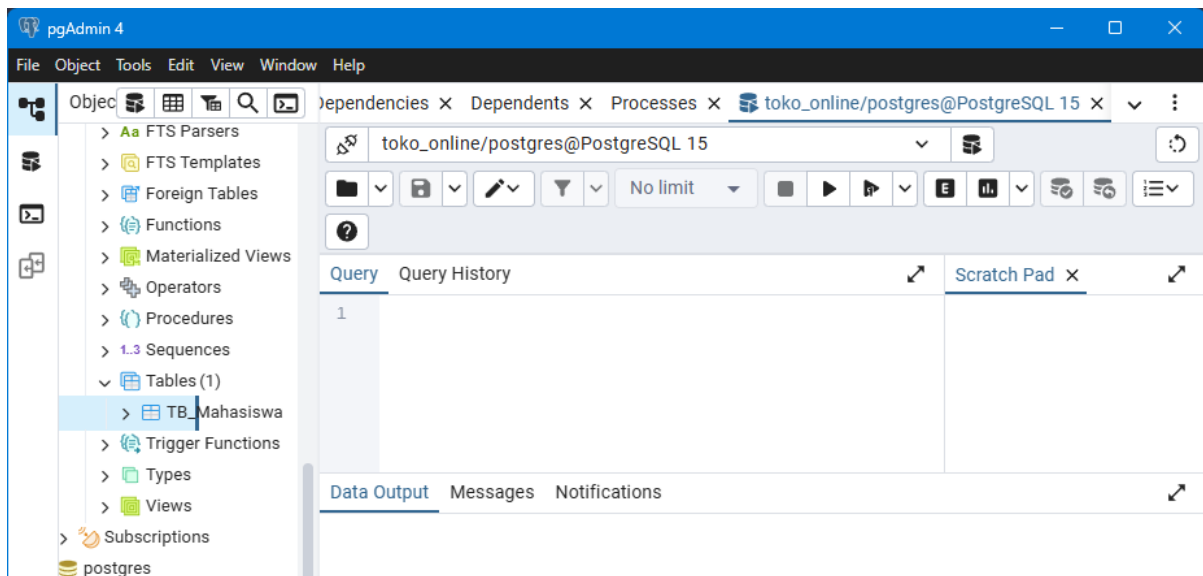 pgAdmin 4
File Object Tools Edit View Window Help
Objec
ependencies Dependents Processes toko_online/postgres@PostgreSQL 15
Aa FTS Parsers
FTS Templates
Foreign Tables
Functions
Materialized Views
Operators
Procedures
1..3 Sequences
Tables (1)
TB_Mahasiswa
Trigger Functions
Types
Views
Subscriptions
postgres
toko_online/postgres@PostgreSQL 15
No limit
E
Query Query History
Scratch Pad
1
Data Output Messages Notifications